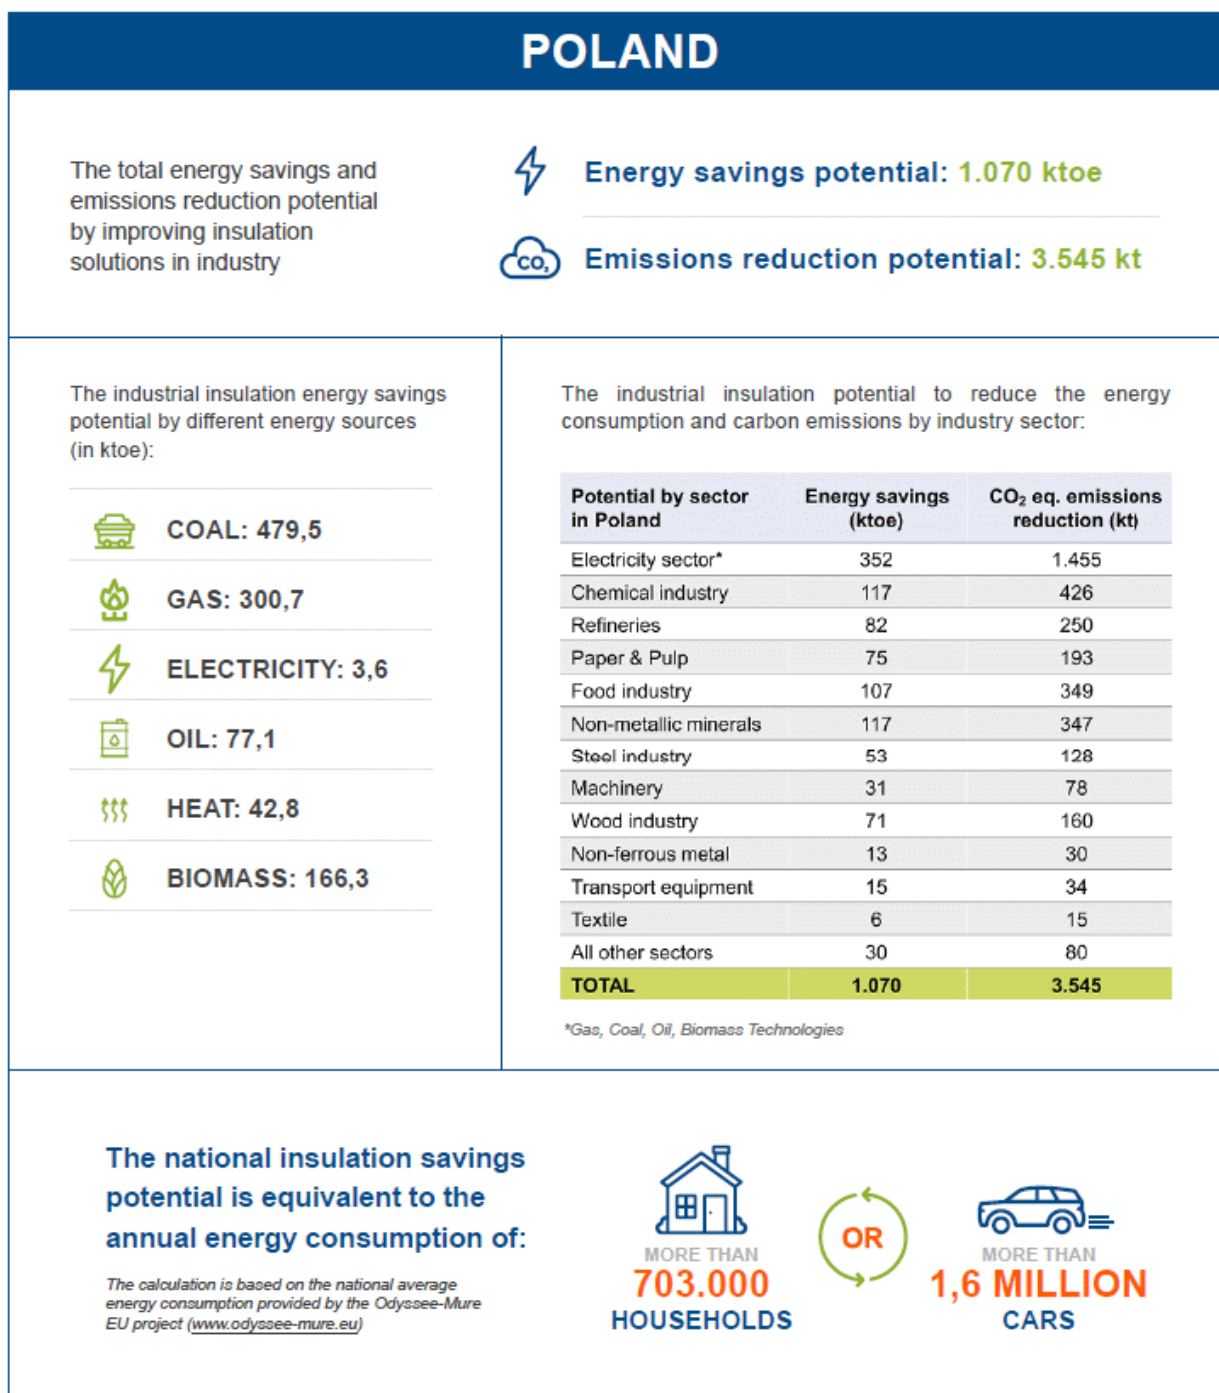 POLAND
The total energy savings and
emissions reduction potential
by improving insulation
solutions in industry
Energy savings potential: 1.070 ktoe
CO₂
Emissions reduction potential: 3.545 kt
The industrial insulation energy savings
potential by different energy sources
(in ktoe):
COAL: 479,5
GAS: 300,7
ELECTRICITY: 3,6
OIL: 77,1
HEAT: 42,8
BIOMASS: 166,3
The industrial insulation potential to reduce the energy
consumption and carbon emissions by industry sector:
Potential by sector in Poland Energy savings (ktoe) CO₂ eq. emissions reduction (kt)
Electricity sector* 352 1.455
Chemical industry 117 426
Refineries 82 250
Paper & Pulp 75 193
Food industry 107 349
Non-metallic minerals 117 347
Steel industry 53 128
Machinery 31 78
Wood industry 71 160
Non-ferrous metal 13 30
Transport equipment 15 34
Textile 6 15
All other sectors 30 80
TOTAL 1.070 3.545
*Gas, Coal, Oil, Biomass Technologies
The national insulation savings
potential is equivalent to the
annual energy consumption of:
The calculation is based on the national average
energy consumption provided by the Odyssee-Mure
EU project (www.odyssee-mure.eu)
MORE THAN
703.000
HOUSEHOLDS
OR
MORE THAN
1,6 MILLION
CARS